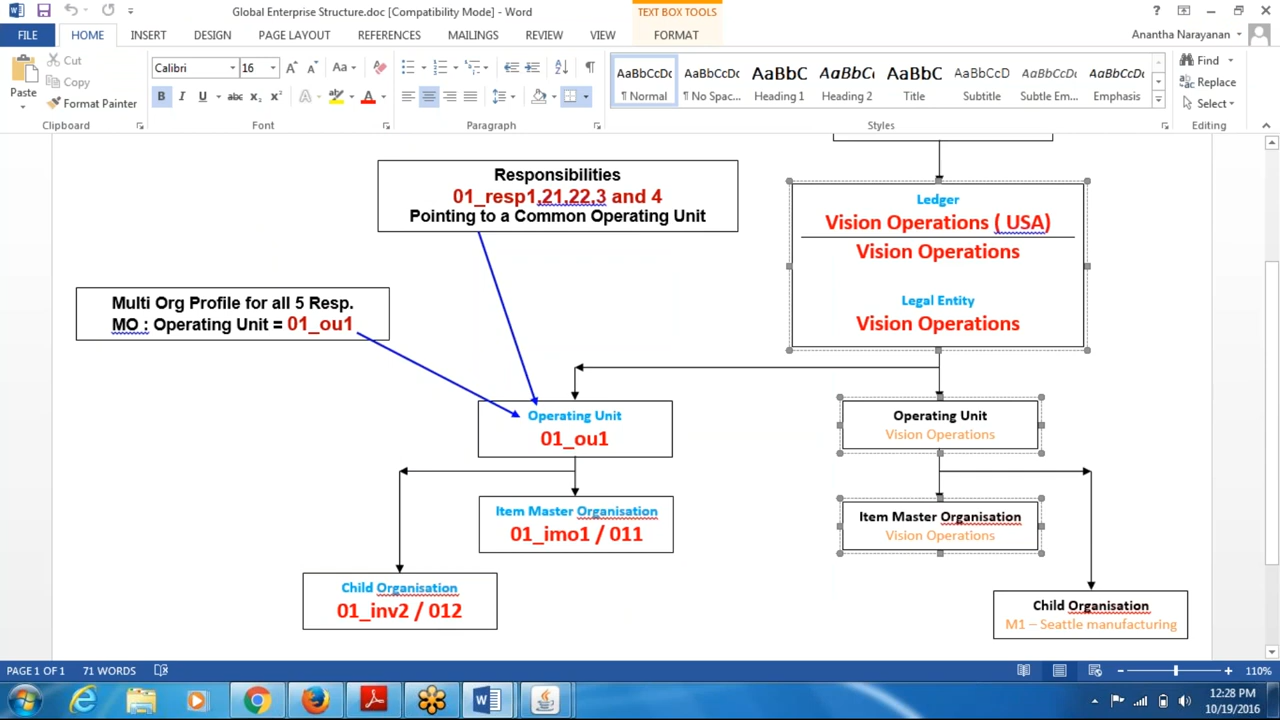 Global Enterprise Structure.doc [Compatibility Mode] - Word
TEXT BOX TOOLS
FILE
HOME
INSERT
DESIGN
PAGE LAYOUT
REFERENCES
MAILINGS
REVIEW
VIEW
FORMAT
Anantha Narayanan
Paste
Cut
Copy
Format Painter
Clipboard
Calibri
16
Font
Paragraph
AaBbCcDc
¶ Normal
AaBbCcDc
¶ No Spac...
AaBbC
Heading 1
AaBbCc
Heading 2
AaBbC
Title
AaBbCcD
Subtitle
AaBbCcDc
Subtle Em...
AaBbCcDc
Emphasis
Styles
Find
Replace
Select
Editing
Responsibilities
01_resp1,21,22,3 and 4
Pointing to a Common Operating Unit
Ledger
Vision Operations ( USA)
Vision Operations
Legal Entity
Vision Operations
Multi Org Profile for all 5 Resp.
MO : Operating Unit = 01_ou1
Operating Unit
01_ou1
Operating Unit
Vision Operations
Item Master Organisation
01_imo1 / 011
Item Master Organisation
Vision Operations
Child Organisation
01_inv2 / 012
Child Organisation
M1 – Seattle manufacturing
PAGE 1 OF 1
71 WORDS
110%
12:28 PM
10/19/2016